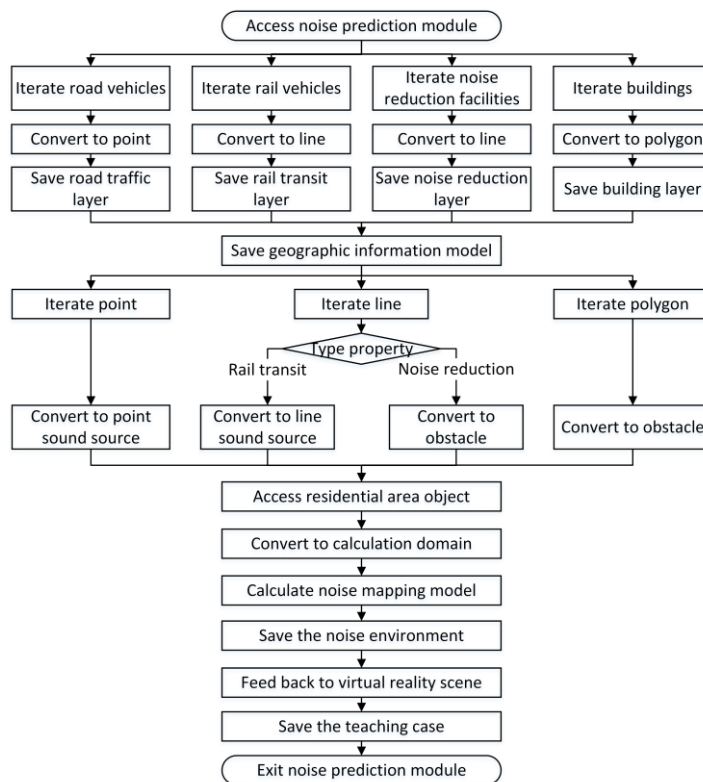 Access noise prediction module
Iterate road vehicles
Iterate rail vehicles
Iterate noise
reduction facilities
Iterate buildings
Convert to point
Convert to line
Convert to line
Convert to polygon
Save road traffic
layer
Save rail transit
layer
Save noise reduction
layer
Save building layer
Save geographic information model
Iterate point
Iterate line
Iterate polygon
Type property
Rail transit
Noise reduction
Convert to point
sound source
Convert to line
sound source
Convert to
obstacle
Convert to obstacle
Access residential area object
Convert to calculation domain
Calculate noise mapping model
Save the noise environment
Feed back to virtual reality scene
Save the teaching case
Exit noise prediction module